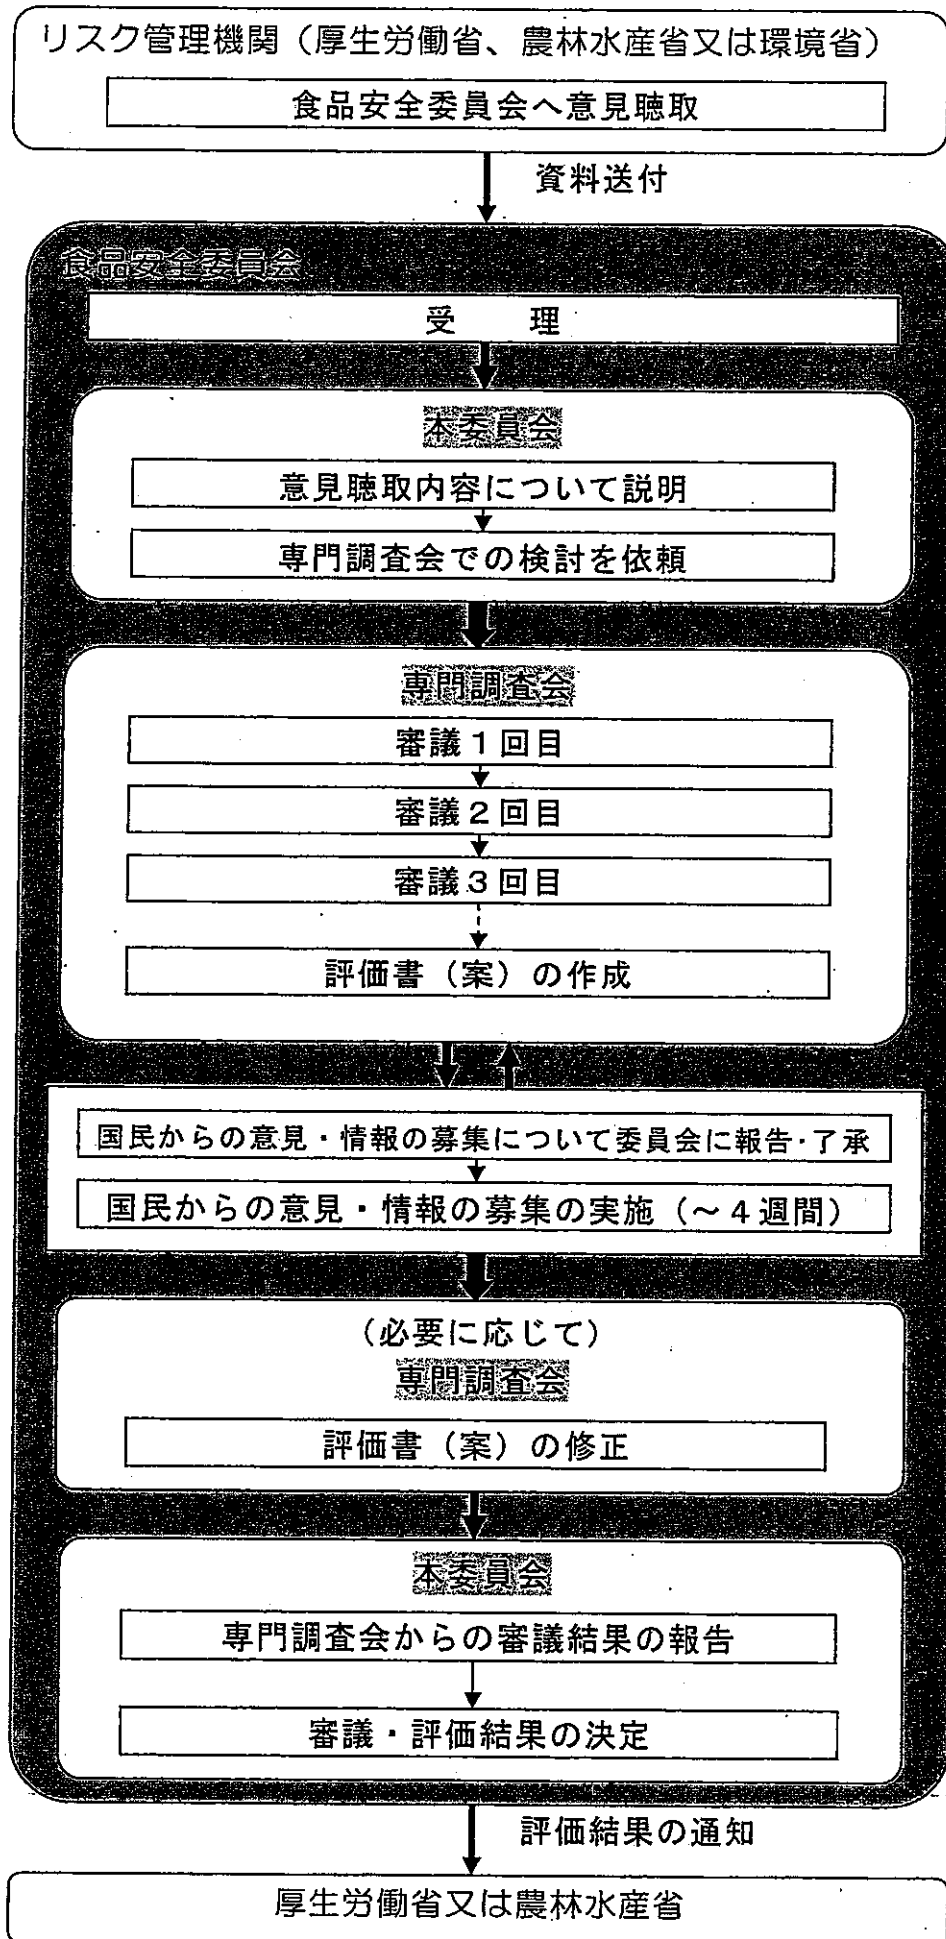 リスク管理機関（厚生労働省、農林水産省又は環境省）
食品安全委員会へ意見聴取
資料送付
食品安全委員会
受　理
本委員会
意見聴取内容について説明
専門調査会での検討を依頼
専門調査会
審議１回目
審議２回目
審議３回目
評価書（案）の作成
国民からの意見・情報の募集について委員会に報告・了承
国民からの意見・情報の募集の実施（～４週間）
（必要に応じて）
専門調査会
評価書（案）の修正
本委員会
専門調査会からの審議結果の報告
審議・評価結果の決定
評価結果の通知
厚生労働省又は農林水産省